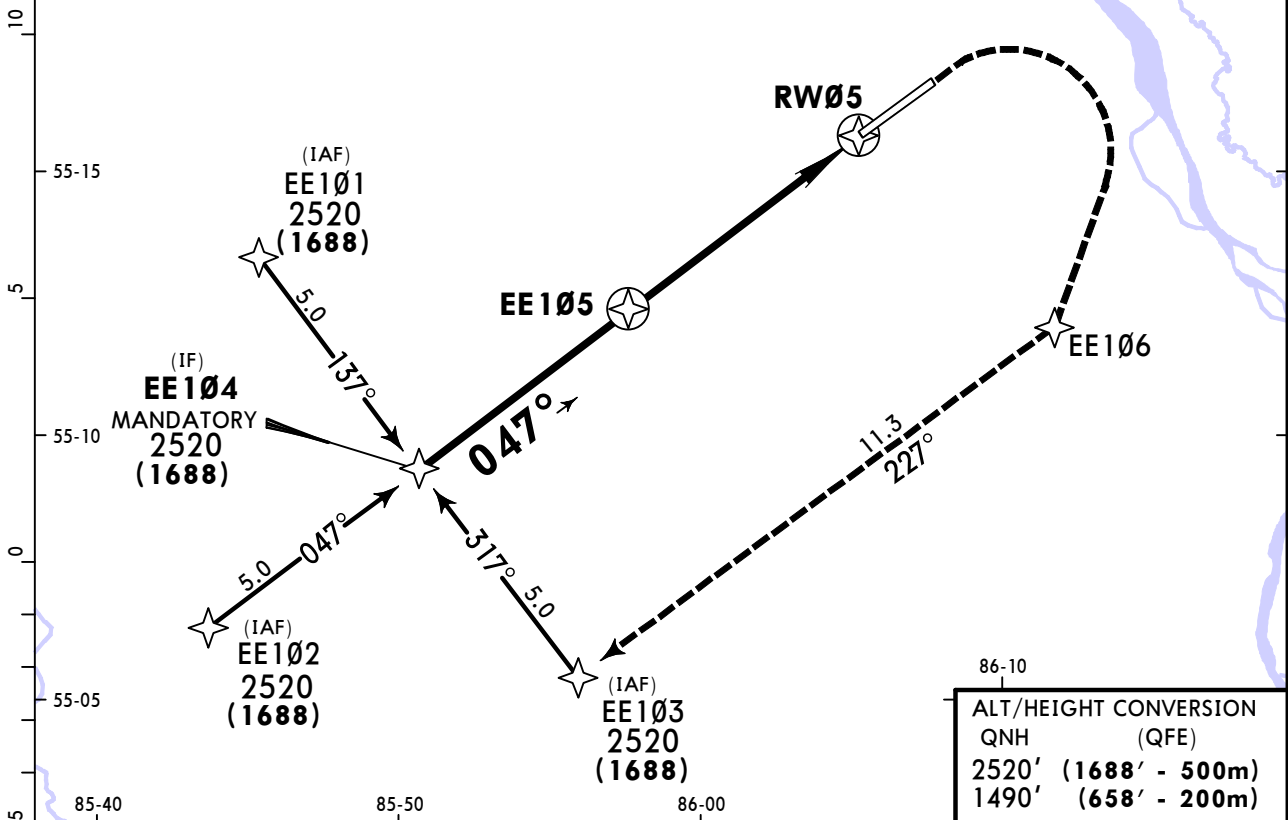 10
RWØ5
(IAF)
EE1Ø1
2520
(1688)
55-15
5.0
137°
5
EE1Ø5
EE1Ø6
(IF)
EE1Ø4
MANDATORY
2520
(1688)
047°
11.3
227°
55-10
0
5.0
047°
317°
5.0
(IAF)
EE1Ø2
2520
(1688)
(IAF)
EE1Ø3
2520
(1688)
55-05
86-10
ALT/HEIGHT CONVERSION
QNH (QFE)
2520' (1688' - 500m)
1490' (658' - 200m)
85-40
85-50
86-00
5